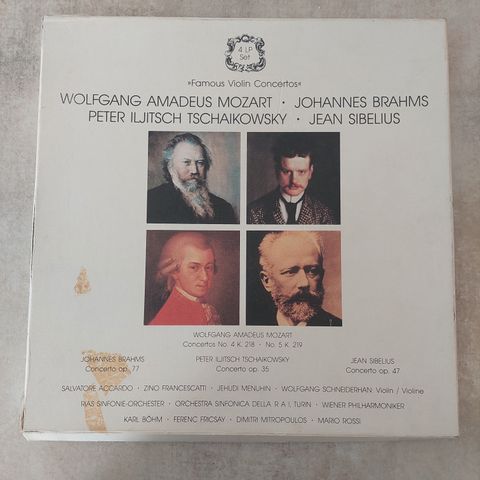 4 LP
Set
»Famous Violin Concertos«
WOLFGANG AMADEUS MOZART · JOHANNES BRAHMS
PETER ILJITSCH TSCHAIKOWSKY · JEAN SIBELIUS
WOLFGANG AMADEUS MOZART
Concertos No. 4 K. 218 · No. 5 K. 219
JOHANNES BRAHMS
Concerto op. 77
PETER ILJITSCH TSCHAIKOWSKY
Concerto op. 35
JEAN SIBELIUS
Concerto op. 47
SALVATORE ACCARDO · ZINO FRANCESCATTI · JEHUDI MENUHIN · WOLFGANG SCHNEIDERHAN Violin / Violine
RIAS SINFONIE-ORCHESTER · ORCHESTRA SINFONICA DELLA R A I, TURIN · WIENER PHILHARMONIKER
KARL BÖHM · FERENC FRICSAY · DIMITRI MITROPOULOS · MARIO ROSSI